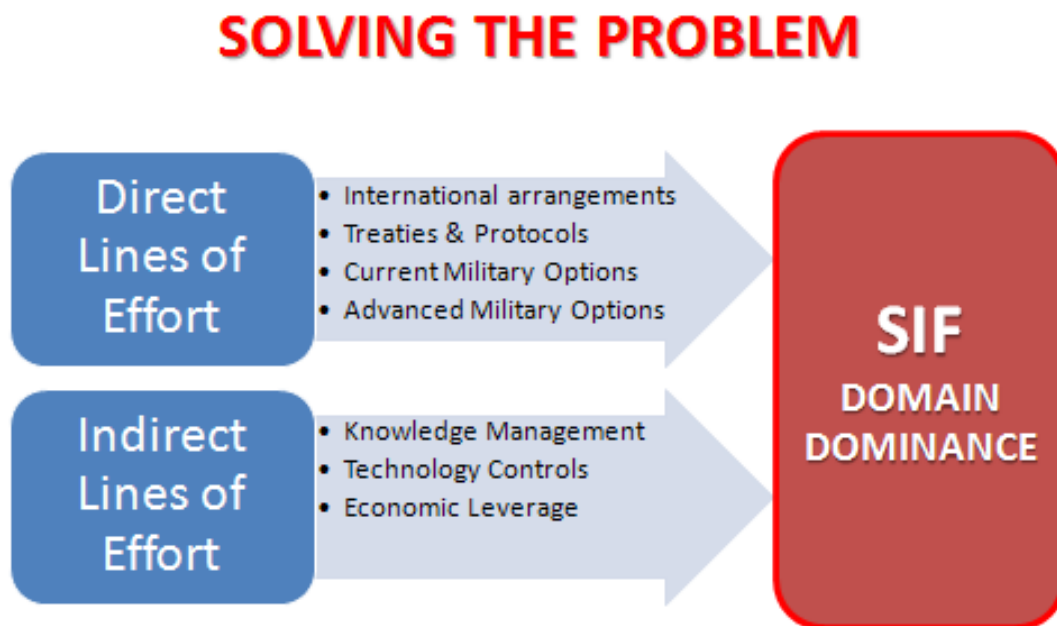 SOLVING THE PROBLEM
Direct
Lines of
Effort
• International arrangements
• Treaties & Protocols
• Current Military Options
• Advanced Military Options
Indirect
Lines of
Effort
• Knowledge Management
• Technology Controls
• Economic Leverage
SIF
DOMAIN
DOMINANCE